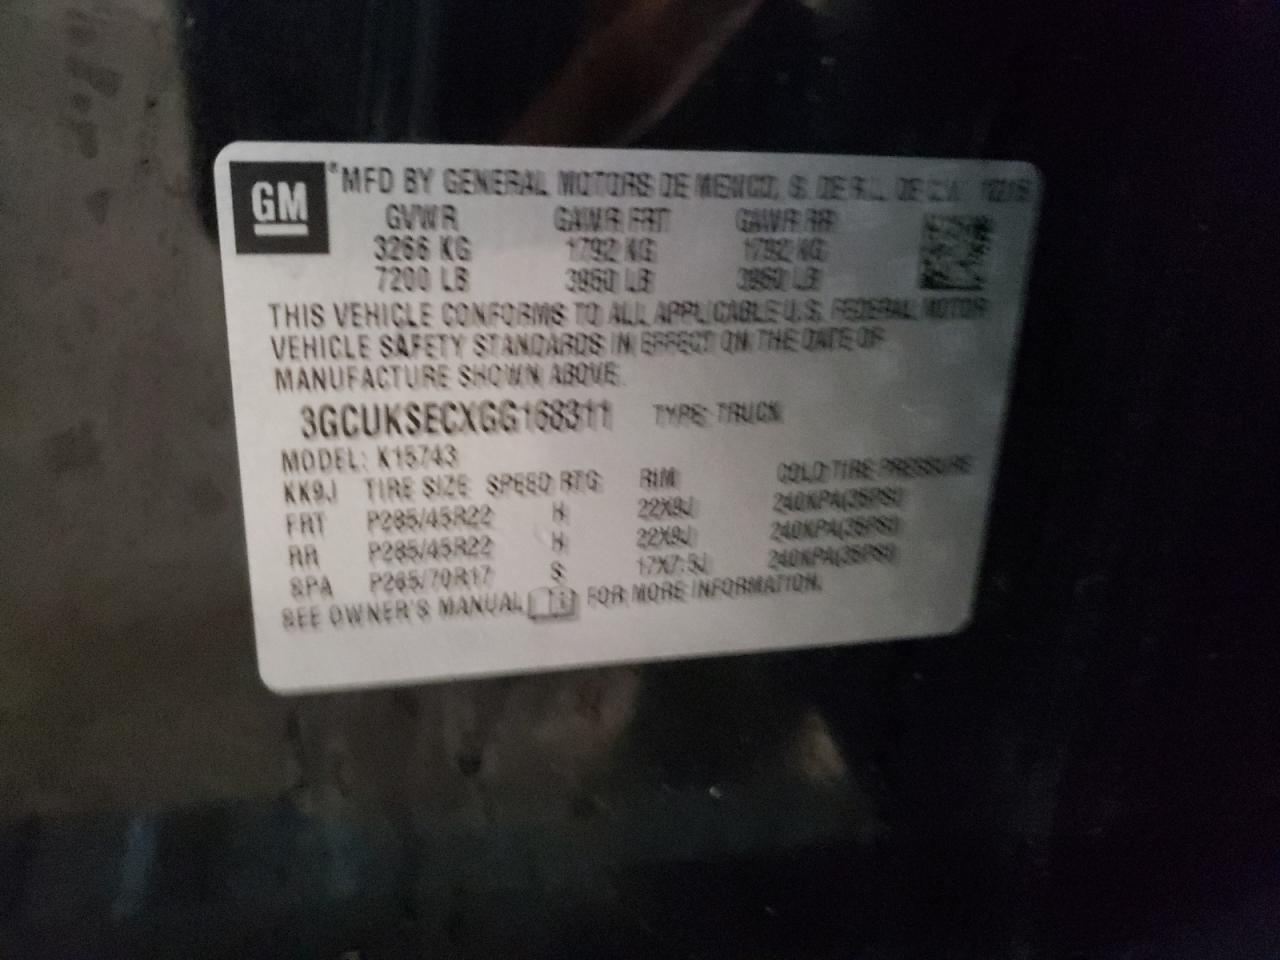 GM
*MFD BY GENERAL MOTORS DE MEXICO, S. DE R.L. DE C.V.
GVWR GAWR FRT GAWR RR
3266 KG 1792 KG 1792 KG
7200 LB 3950 LB 3950 LB
THIS VEHICLE CONFORMS TO ALL APPLICABLE U.S. FEDERAL MOTOR
VEHICLE SAFETY STANDARDS IN EFFECT ON THE DATE OF
MANUFACTURE SHOWN ABOVE.
3GCUKSECXGG168311 TYPE: TRUCK
MODEL: K15743
KK9J TIRE SIZE SPEED RTG RIM COLD TIRE PRESSURE
FRT P285/45R22 H 22X9J 240KPA(35PSI)
RR P285/45R22 H 22X9J 240KPA(35PSI)
SPA P265/70R17 S 17X7.5J 240KPA(35PSI)
SEE OWNER'S MANUAL FOR MORE INFORMATION.